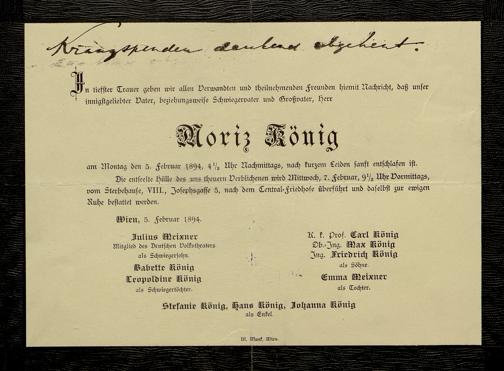 Kranzspenden dankend abgelehnt.
In tiefster Trauer geben wir allen Verwandten und theilnehmenden Freunden hiemit Nachricht, daß unser
innigstgeliebter Vater, beziehungsweise Schwiegervater und Großvater, Herr
Moriz König
am Montag den 5. Februar 1894, 4½ Uhr Nachmittags, nach kurzem Leiden sanft entschlafen ist.
Die entseelte Hülle des uns theuern Verblichenen wird Mittwoch, 7. Februar, 9½ Uhr Vormittags,
vom Sterbehause, VIII., Josephsgasse 5, nach dem Central-Friedhofe überführt und daselbst zur ewigen
Ruhe bestattet werden.
Wien, 5. Februar 1894.
Julius Meixner
Mitglied des Deutschen Volkstheaters
als Schwiegersohn.
Babette König
Leopoldine König
als Schwiegertöchter.
K. k. Prof. Carl König
Ob.-Ing. Max König
Ing. Friedrich König
als Söhne.
Emma Meixner
als Tochter.
Stefanie König, Hans König, Johanna König
als Enkel.
Wien.